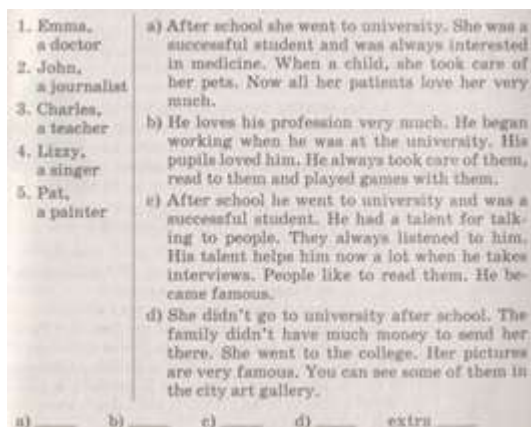 1. Emma,
a doctor
2. John,
a journalist
3. Charles,
a teacher
4. Lizzy,
a singer
5. Pat,
a painter
a) After school she went to university. She was a
successful student and was always interested
in medicine. When a child, she took care of
her pets. Now all her patients love her very
much.
b) He loves his profession very much. He began
working when he was at the university. His
pupils loved him. He always took care of them,
read to them and played games with them.
c) After school he went to university and was a
successful student. He had a talent for talk-
ing to people. They always listened to him.
His talent helps him now a lot when he takes
interviews. People like to read them. He be-
came famous.
d) She didn't go to university after school. The
family didn't have much money to send her
there. She went to the college. Her pictures
are very famous. You can see some of them in
the city art gallery.
a) ____ b) ____ c) ____ d) ____ extra ____